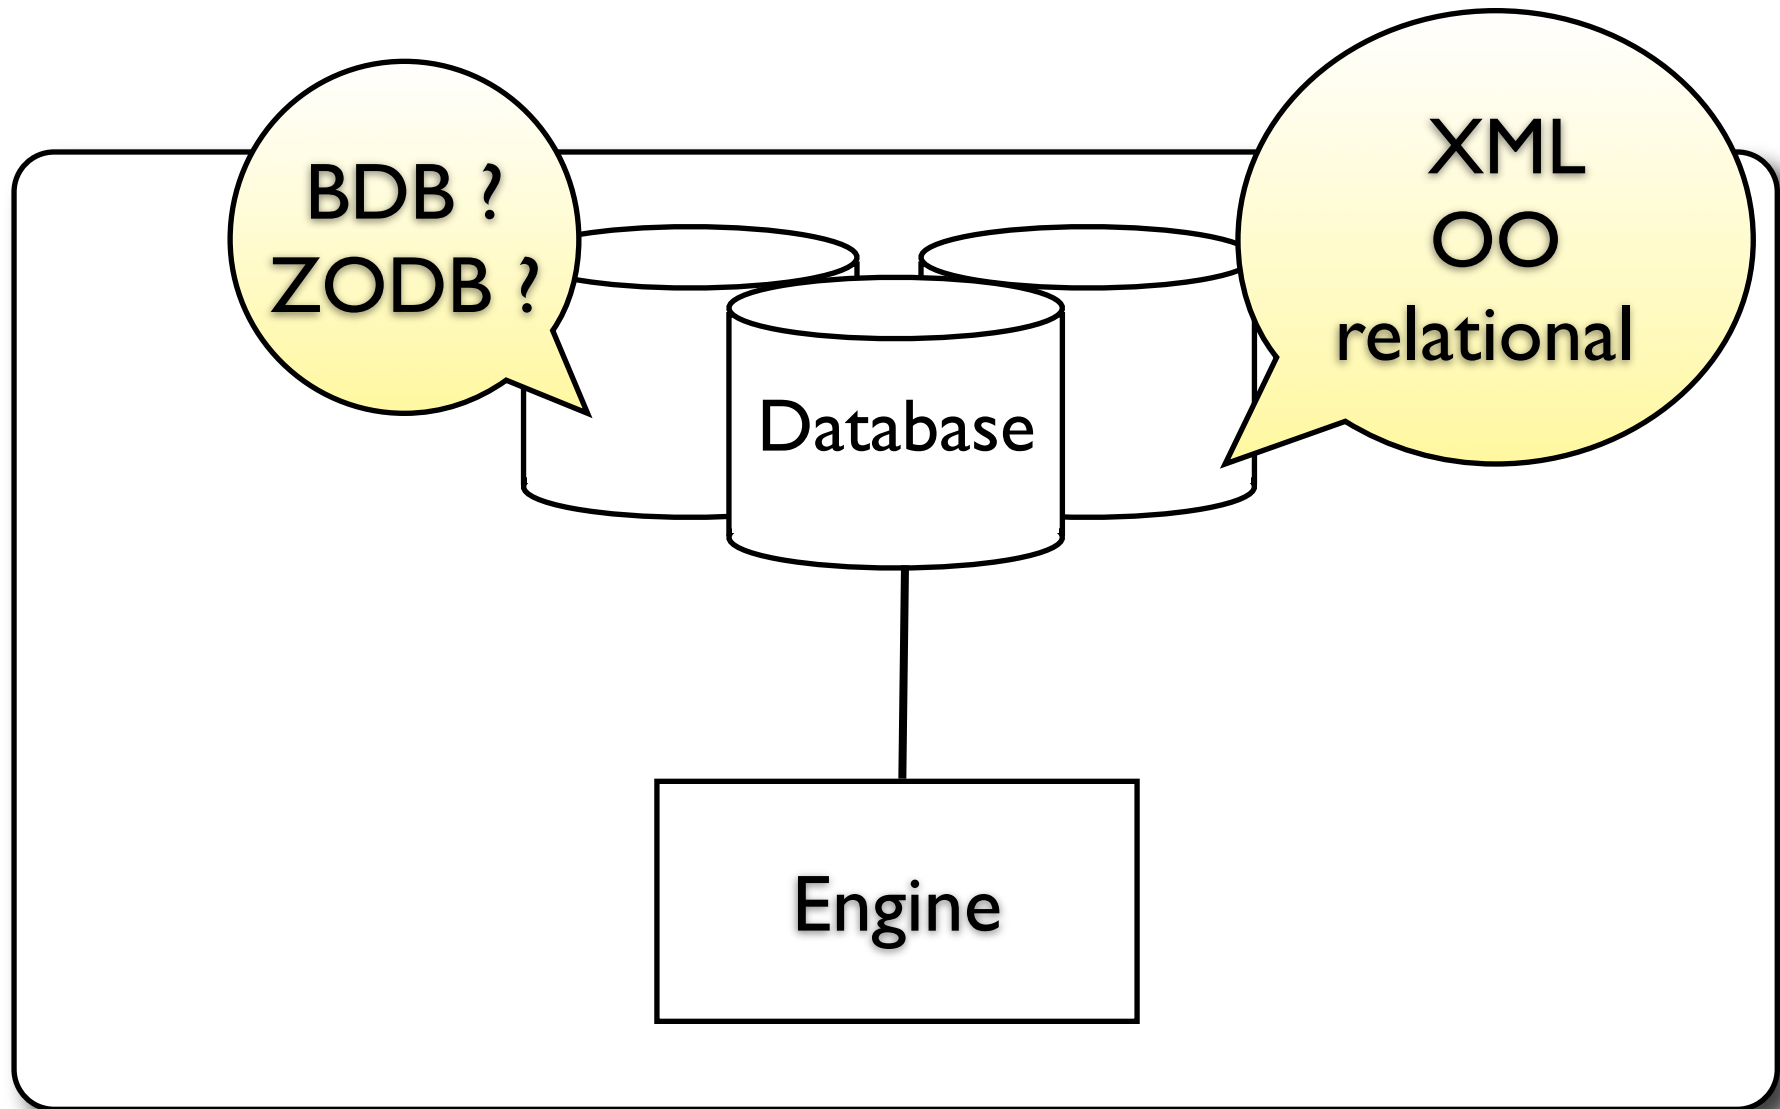 BDB ?
ZODB ?
XML
OO
relational
Database
Engine